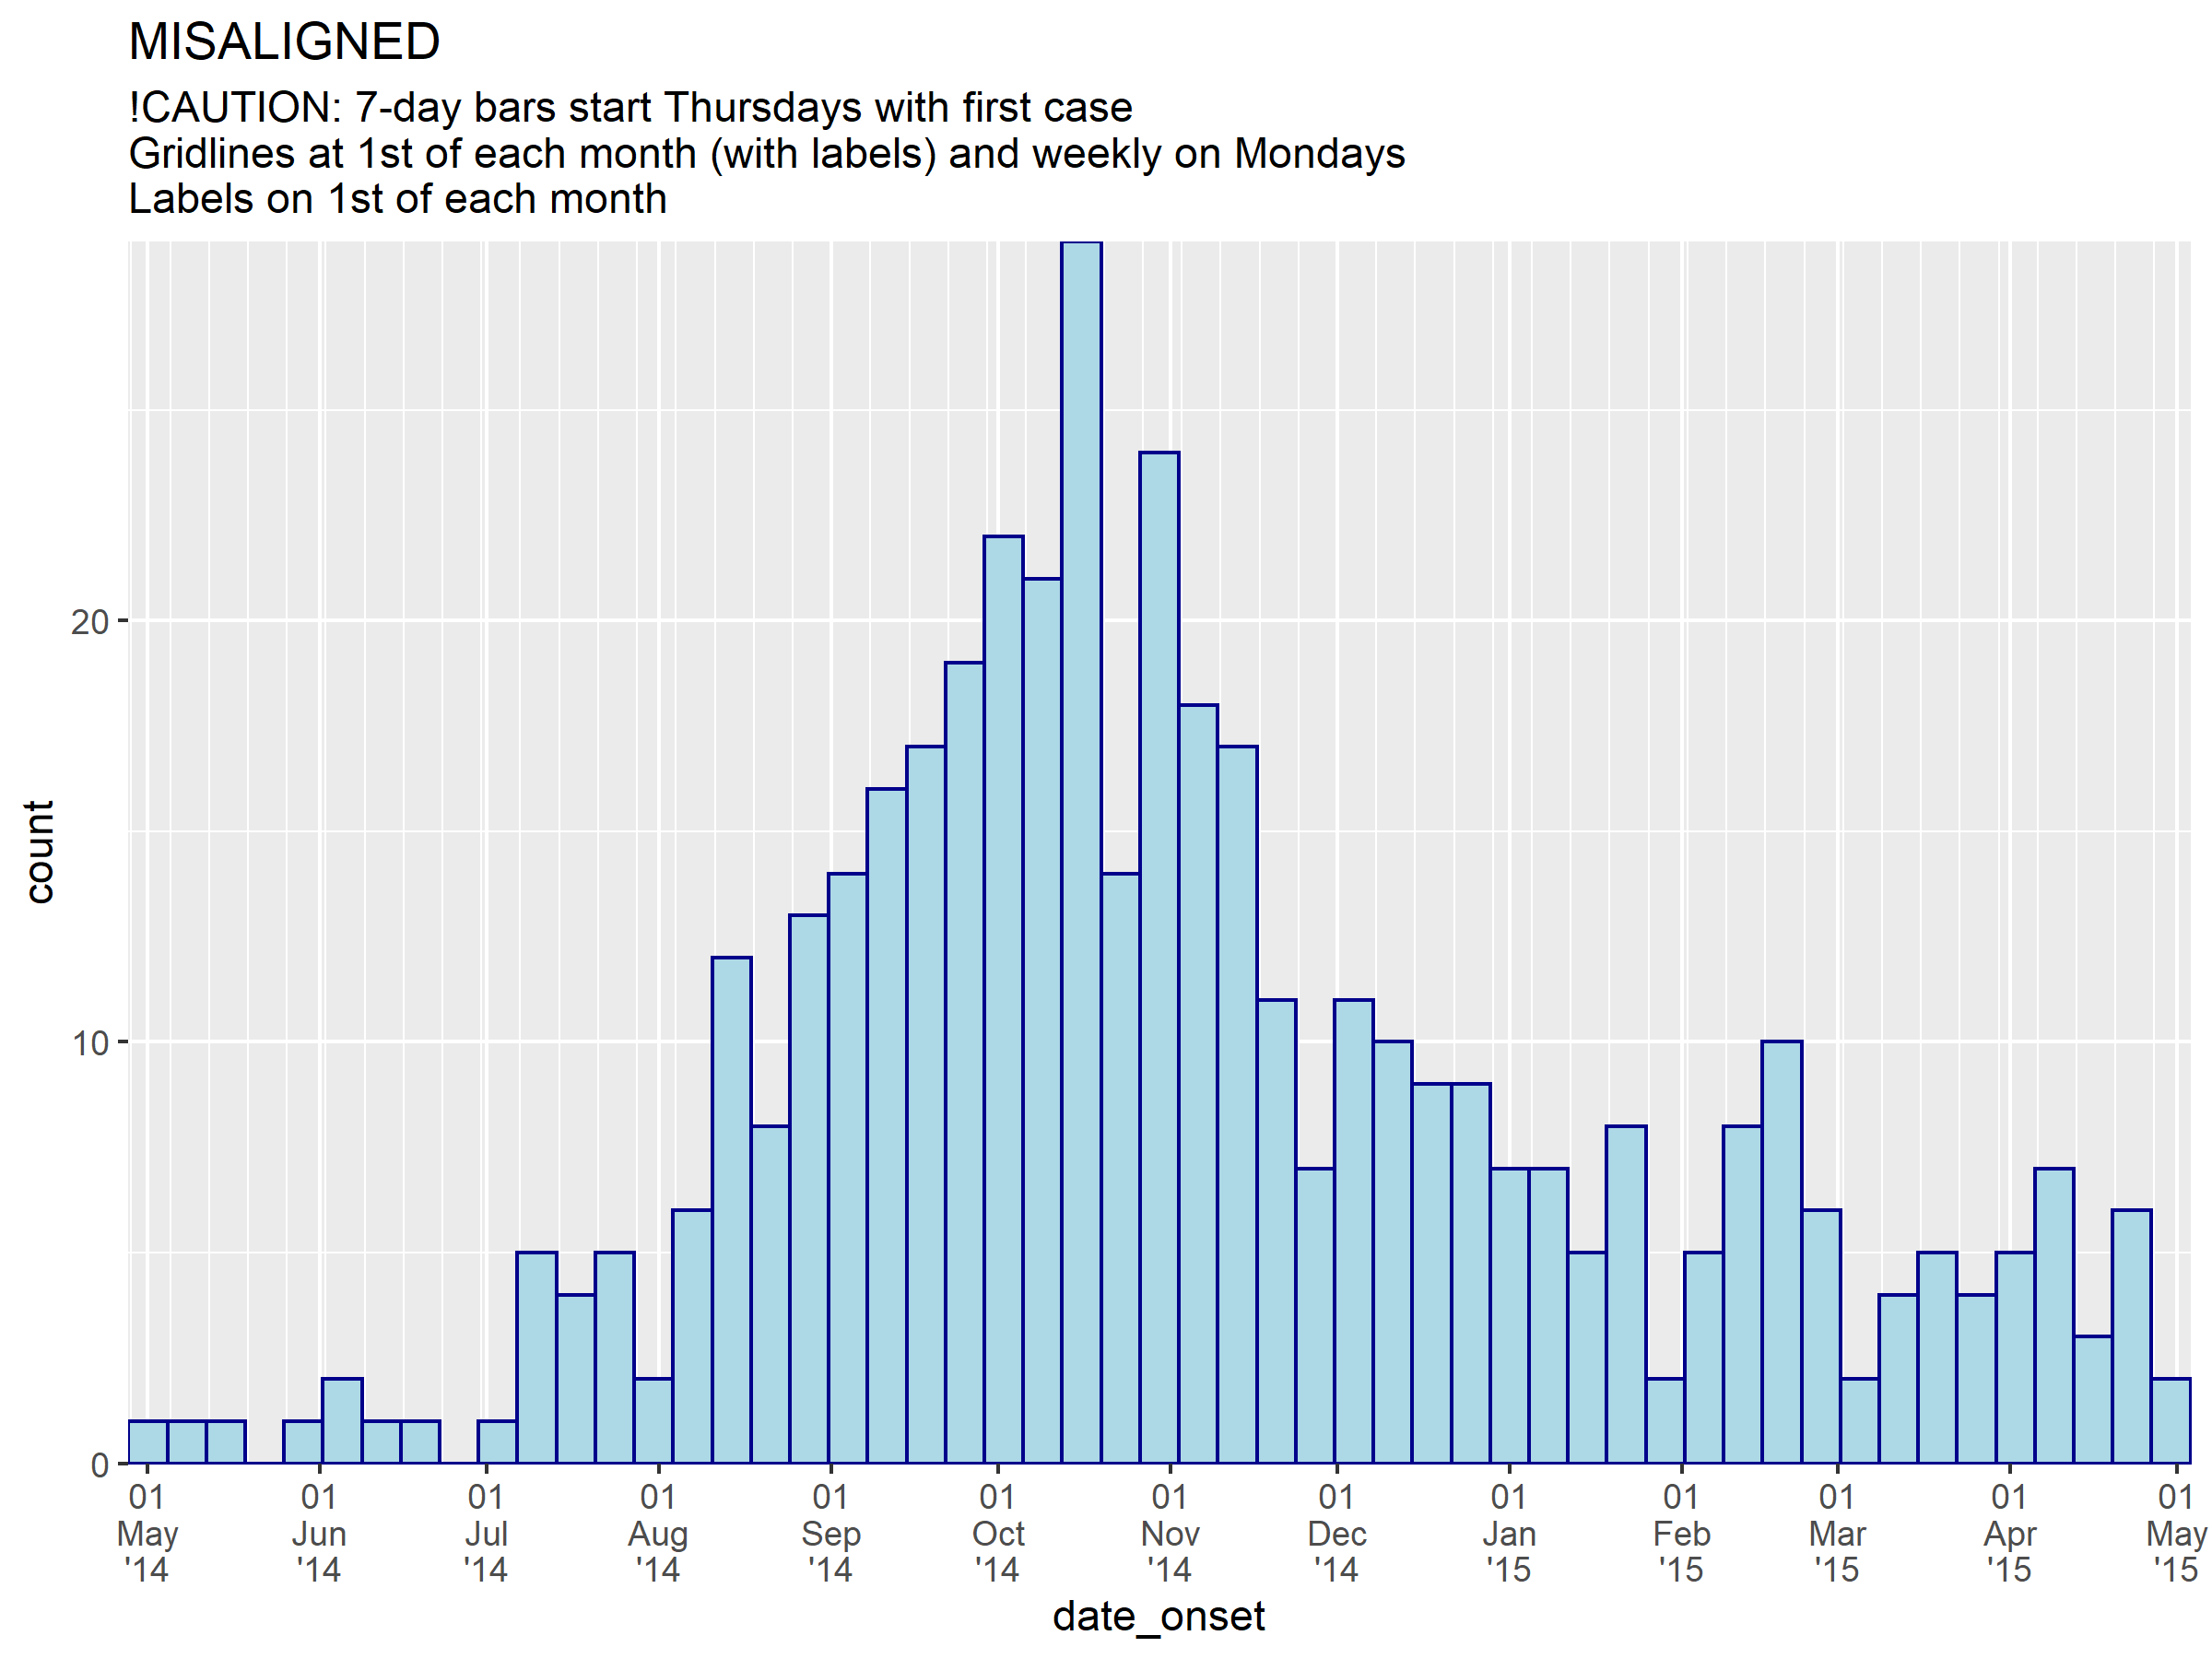 MISALIGNED
!CAUTION: 7-day bars start Thursdays with first case
Gridlines at 1st of each month (with labels) and weekly on Mondays
Labels on 1st of each month
count
20
10
0
01 01 01 01 01 01 01 01 01 01 01 01 01
May Jun Jul Aug Sep Oct Nov Dec Jan Feb Mar Apr May
'14 '14 '14 '14 '14 '14 '14 '14 '15 '15 '15 '15 '15
date_onset